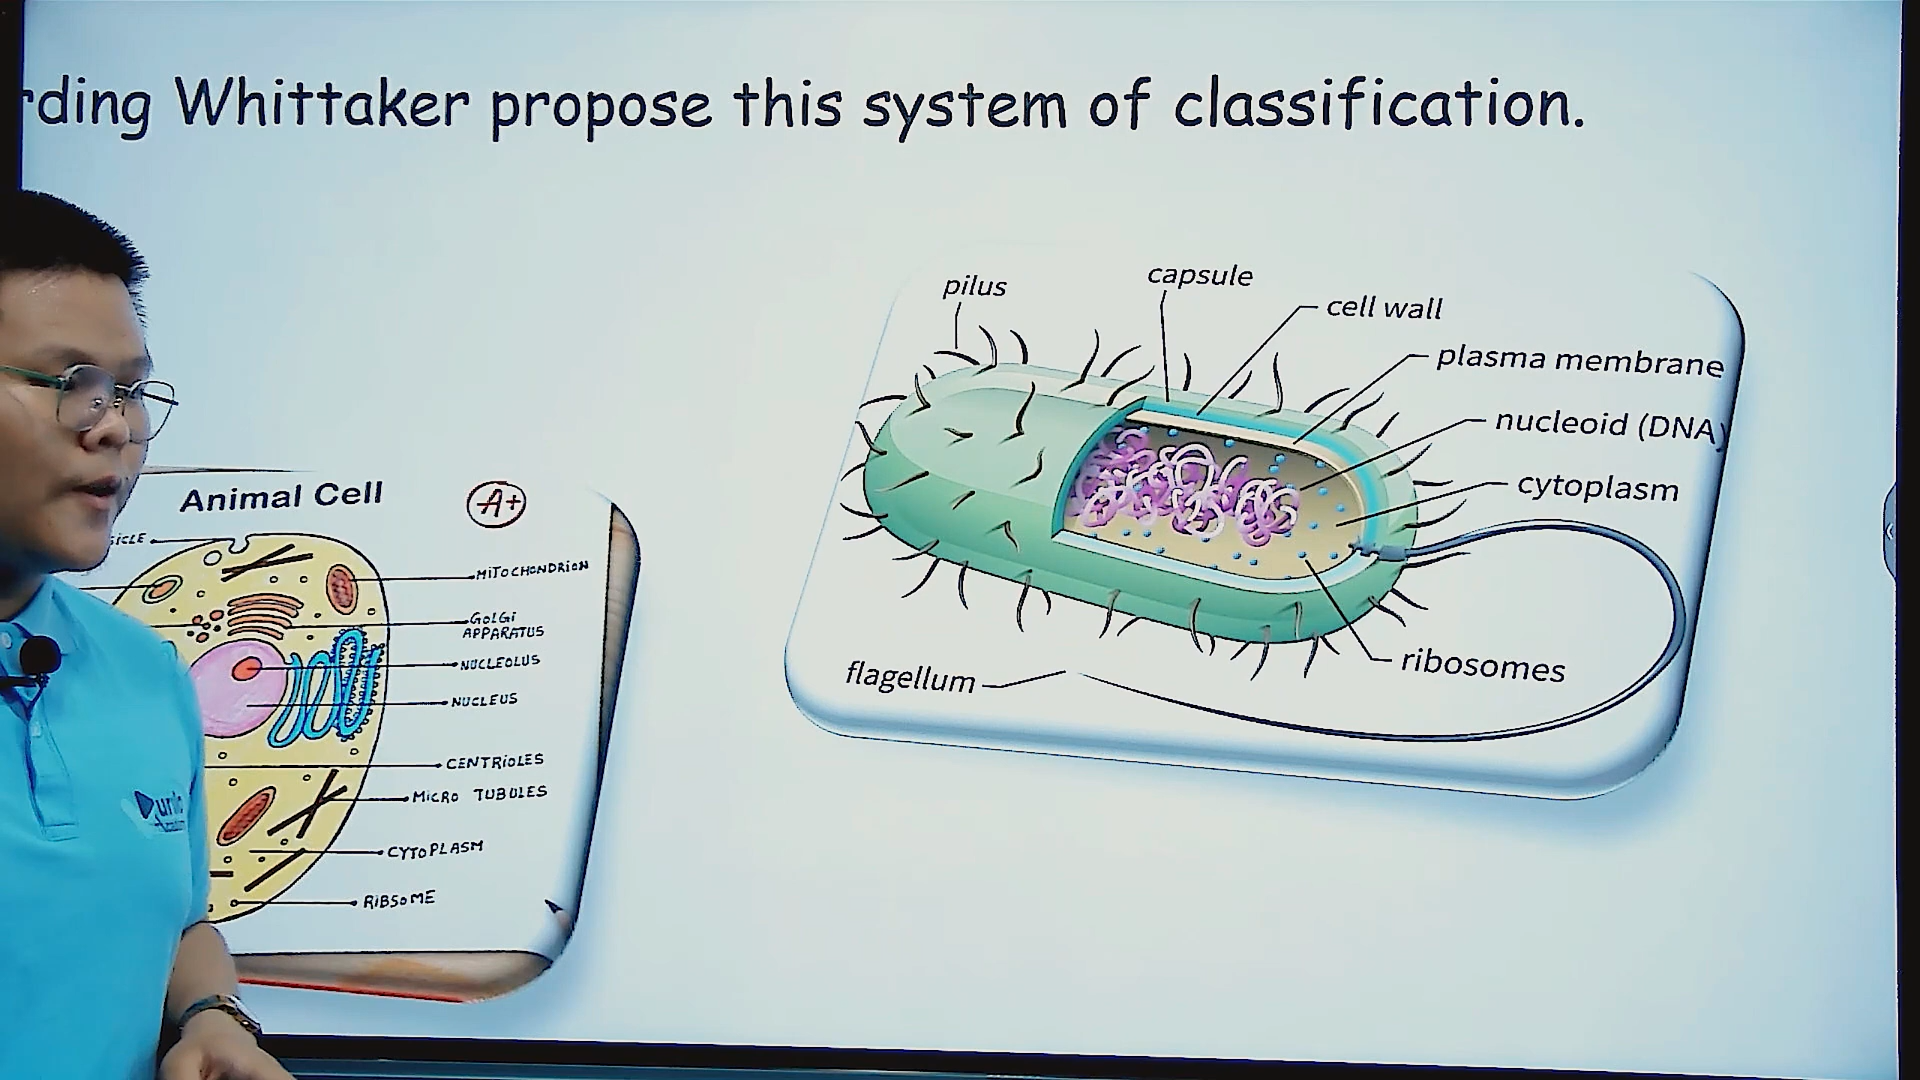 Whittaker propose this system of classification.
pilus
capsule
cell wall
plasma membrane
nucleoid (DNA)
cytoplasm
ribosomes
flagellum
Animal Cell
A+
MITOCHONDRION
GOLGI
APPARATUS
NUCLEOLUS
NUCLEUS
CENTRIOLES
MICRO TUBULES
CYTOPLASM
RIBSOME